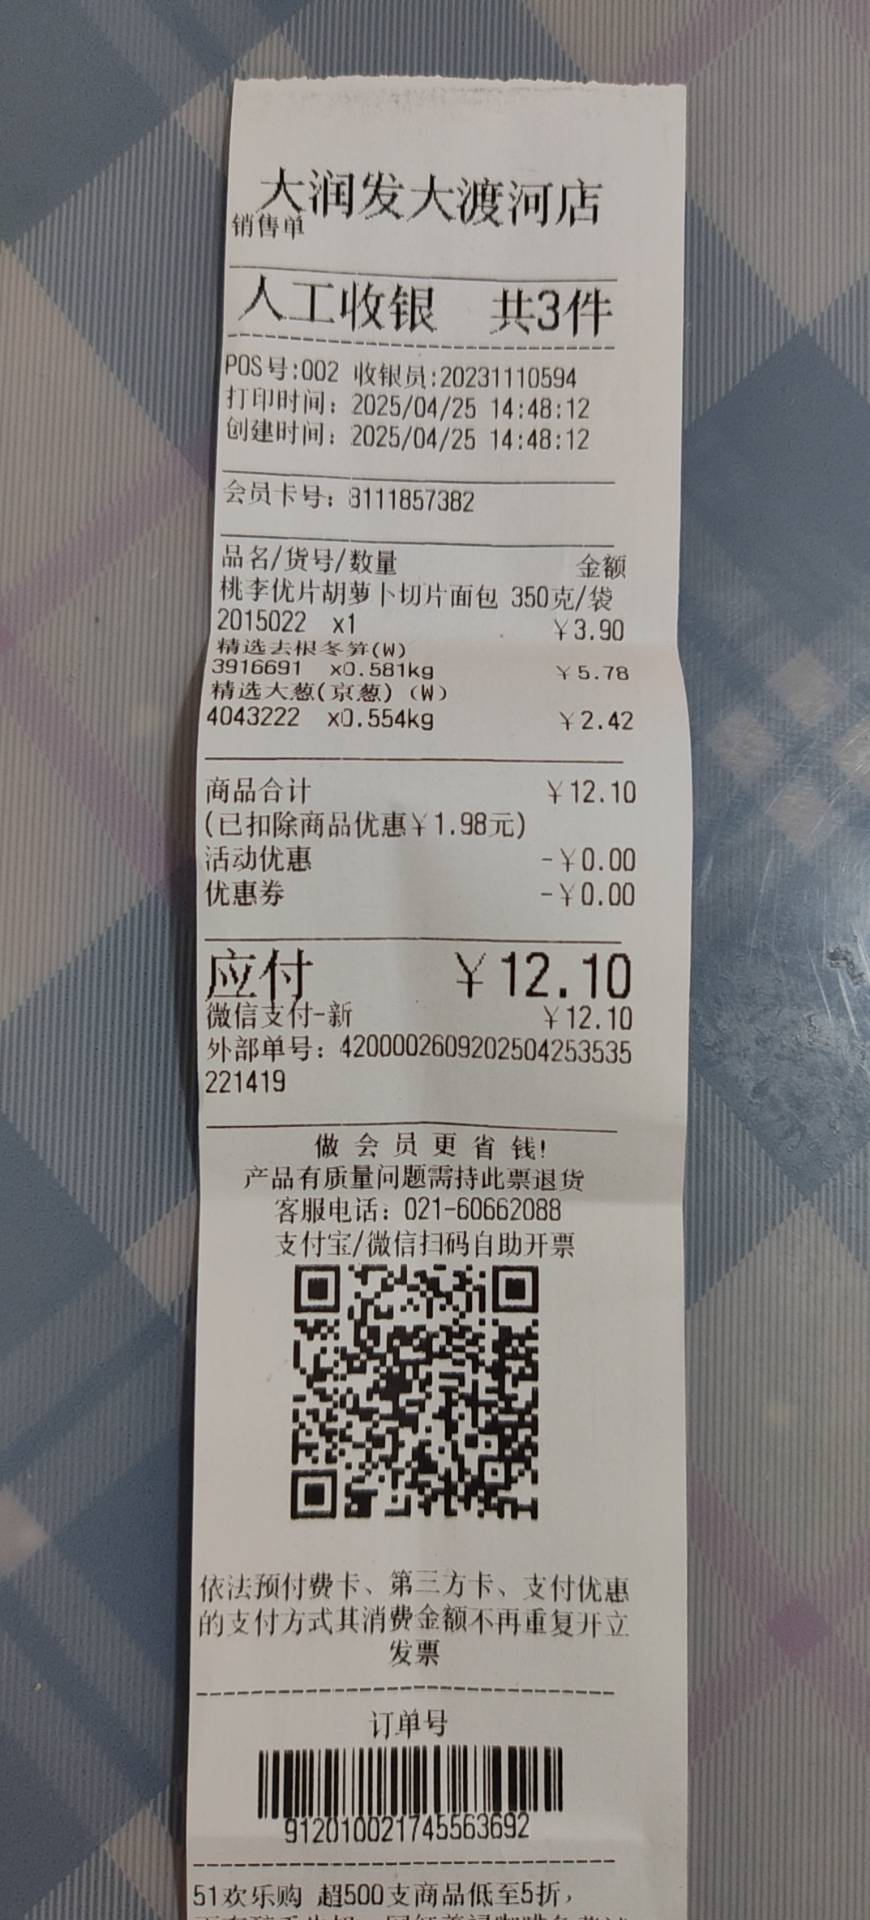 大润发大渡河店
销售单
人工收银 共3件
POS号:002 收银员:20231110594
打印时间：2025/04/25 14:48:12
创建时间：2025/04/25 14:48:12
会员卡号：8111857382
品名/货号/数量 金额
桃李优片胡萝卜切片面包 350克/袋
2015022 x1 ￥3.90
精选去根冬笋(W)
3916691 x0.581kg ￥5.78
精选大葱(京葱)（W）
4043222 x0.554kg ￥2.42
商品合计 ￥12.10
(已扣除商品优惠￥1.98元)
活动优惠 -￥0.00
优惠券 -￥0.00
应付 ￥12.10
微信支付-新 ￥12.10
外部单号：4200002609202504253535
221419
做会员更省钱!
产品有质量问题需持此票退货
客服电话：021-60662088
支付宝/微信扫码自助开票
依法预付费卡、第三方卡、支付优惠
的支付方式其消费金额不再重复开立
发票
订单号
912010021745563692
51欢乐购 超500支商品低至5折，